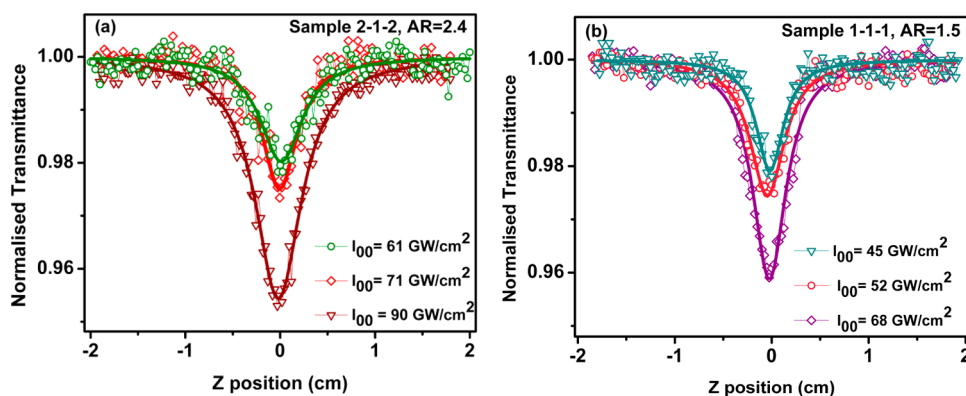 (a) Sample 2-1-2, AR=2.4
Normalised Transmittance
1.00
0.98
0.96
I00= 61 GW/cm2
I00= 71 GW/cm2
I00 = 90 GW/cm2
-2 -1 0 1 2
Z position (cm)
(b) Sample 1-1-1, AR=1.5
Normalised Transmittance
1.00
0.98
0.96
I00= 45 GW/cm2
I00= 52 GW/cm2
I00= 68 GW/cm2
-2 -1 0 1 2
Z position (cm)